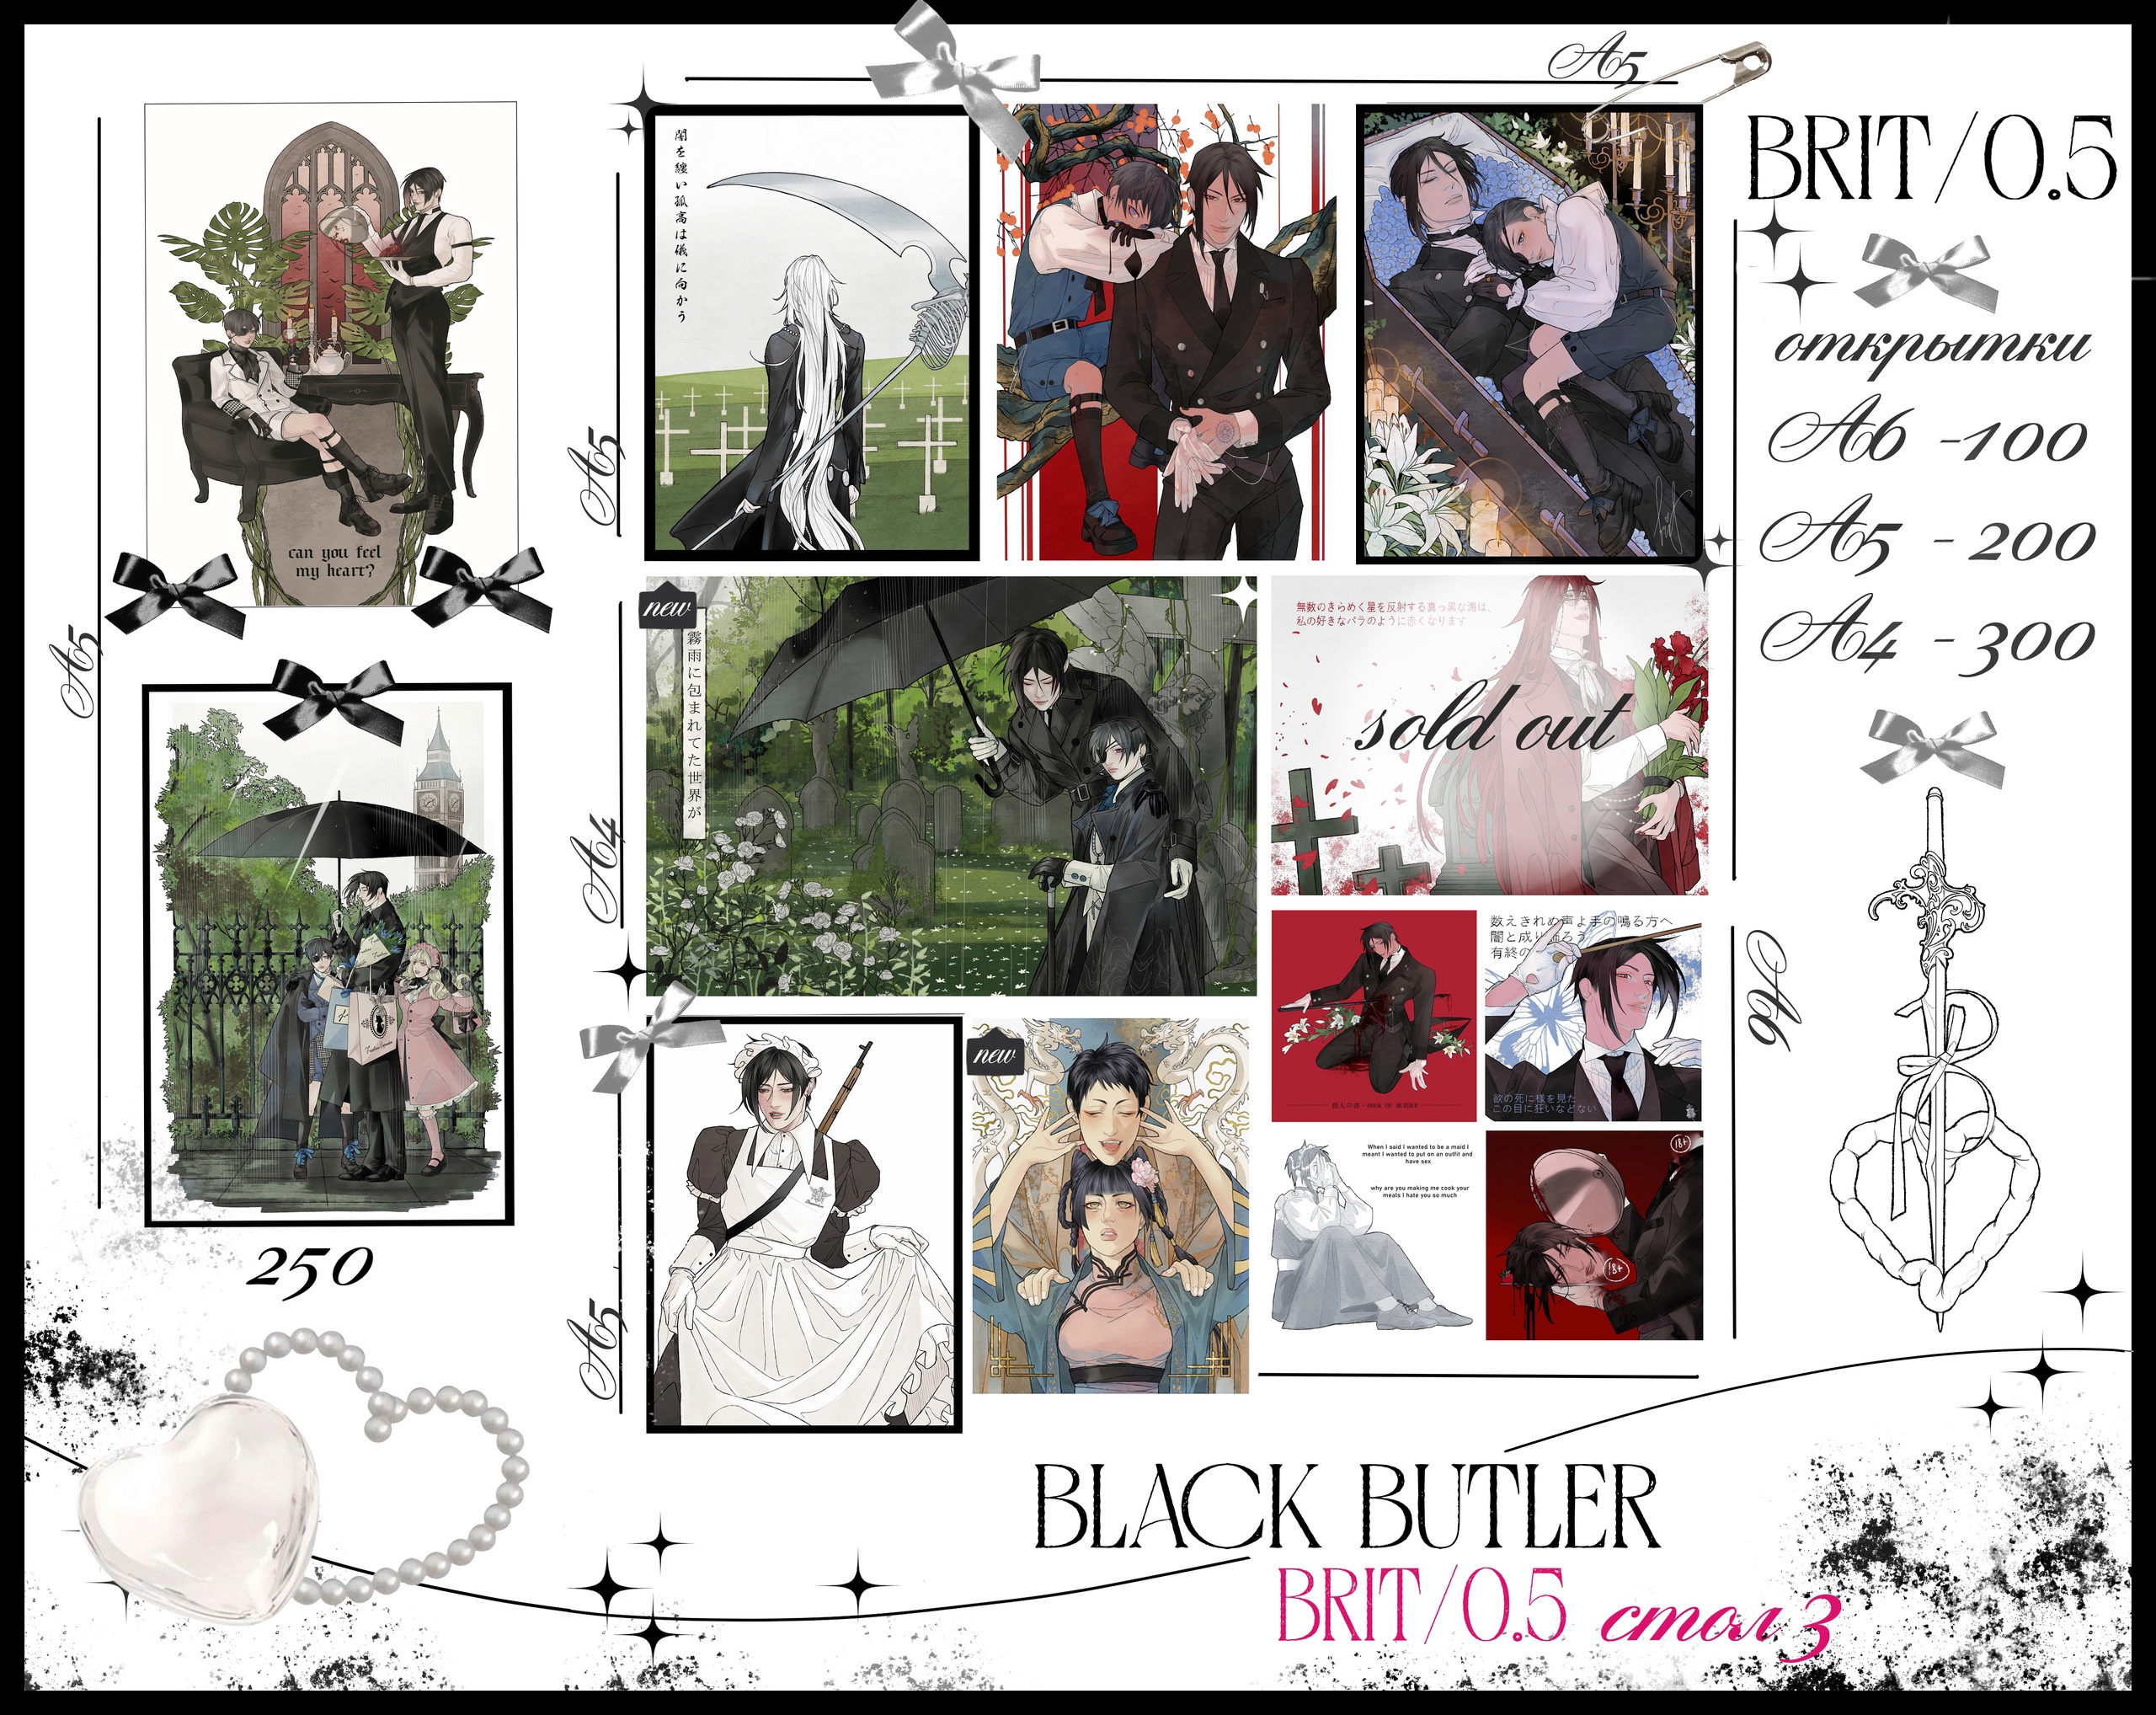 A5
BRIT/0.5
открытки
A6 -100
A5 - 200
A4 - 300
can you feel
my heart?
A5
250
A5
闇を纏い孤高は儀に向かう
new
霧雨に包まれてた世界が
A4
無数のきらめく星を反射する真っ黒な海は、
私の好きなバラのように赤くなります
sold out
数えきれぬ声よ手の鳴る方へ
闇と成り
有終の
欲の死に様を見た
この目に狂いなどない
殺人の書 - BOOK OF MURDER
A6
When I said I wanted to be a maid I
meant I wanted to put on an outfit and
have sex
why are you making me cook your
meals I hate you so much
18+
18+
new
A5
BLACK BUTLER
BRIT/0.5 стол 3